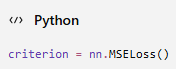 </> Python
criterion = nn.MSELoss()